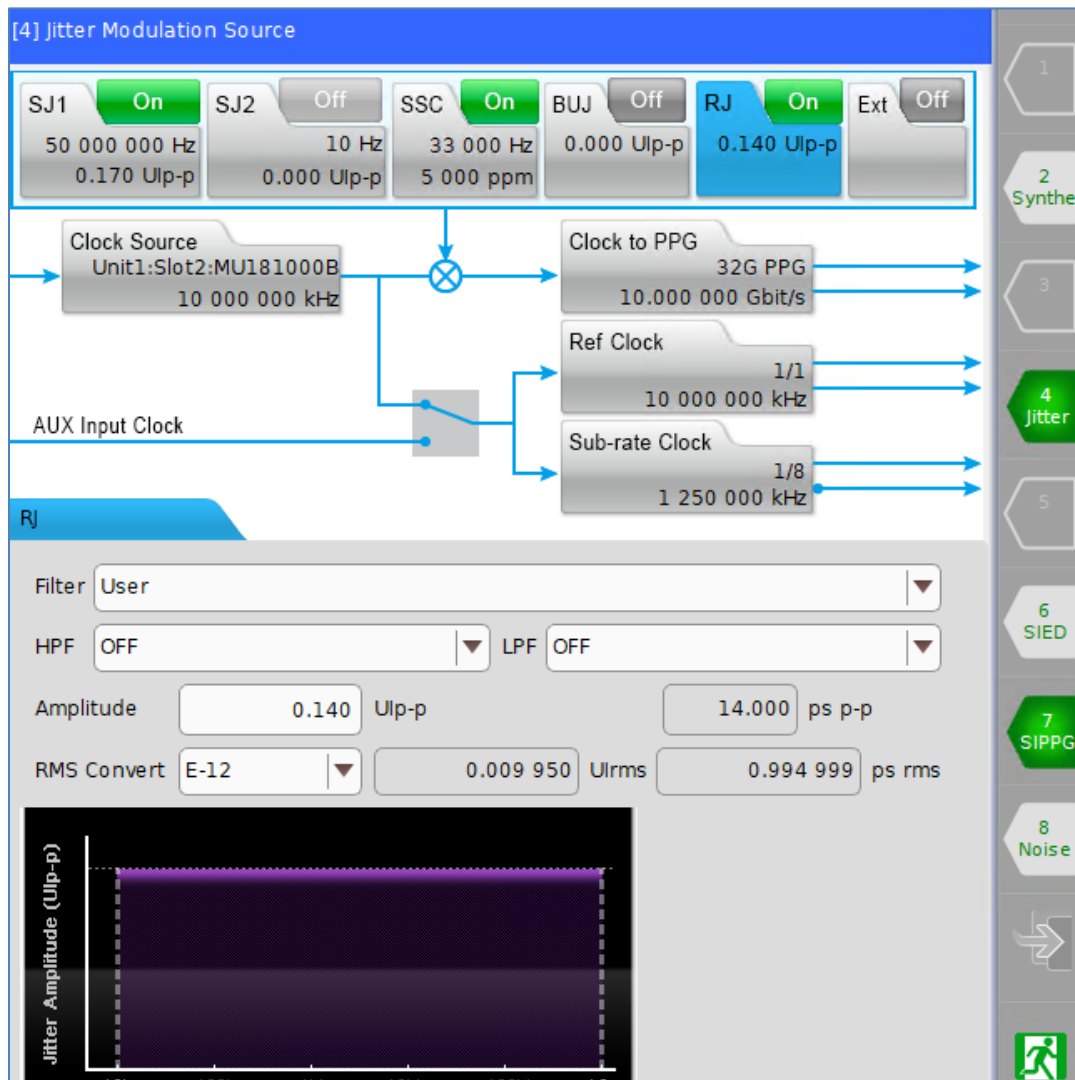 [4] Jitter Modulation Source
SJ1 On
50 000 000 Hz
0.170 UIp-p
SJ2 Off
10 Hz
0.000 UIp-p
SSC On
33 000 Hz
5 000 ppm
BUJ Off
0.000 UIp-p
RJ On
0.140 UIp-p
Ext Off
Clock Source
Unit1:Slot2:MU181000B
10 000 000 kHz
Clock to PPG
32G PPG
10.000 000 Gbit/s
Ref Clock
1/1
10 000 000 kHz
AUX Input Clock
Sub-rate Clock
1/8
1 250 000 kHz
RJ
Filter User
HPF OFF LPF OFF
Amplitude 0.140 UIp-p 14.000 ps p-p
RMS Convert E-12 0.009 950 UIrms 0.994 999 ps rms
Jitter Amplitude (UIp-p)
1
2
Synthe
3
4
Jitter
5
6
SIED
7
SIPPG
8
Noise